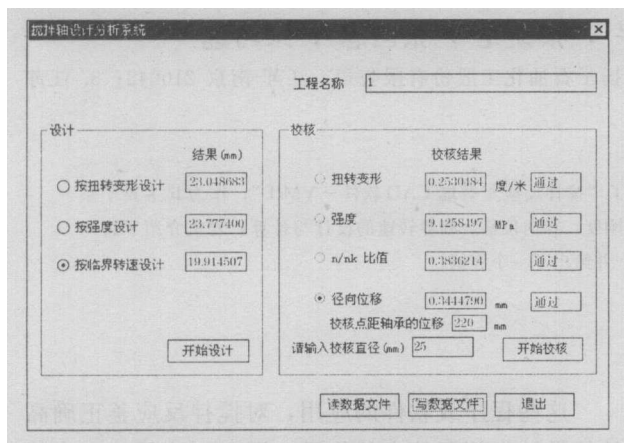 搅拌轴设计分析系统
工程名称 1
设计
结果(mm)
按扭转变形设计 23.048683
按强度设计 23.777400
按临界转速设计 19.914507
开始设计
校核
校核结果
扭转变形 0.2530484 度/米 通过
强度 9.1258497 MPa 通过
n/nk 比值 0.3836214 通过
径向位移 0.3444790 mm 通过
校核点距轴承的位移 220 mm
请输入校核直径(mm) 25 开始校核
读数据文件 写数据文件 退出